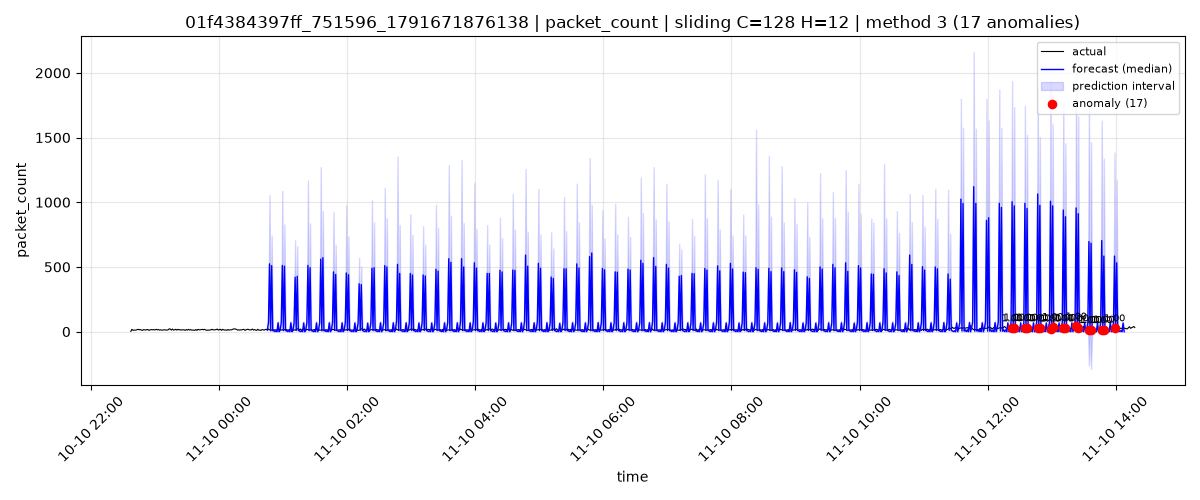 01f4384397ff_751596_1791671876138 | packet_count | sliding C=128 H=12 | method 3 (17 anomalies)
actual
forecast (median)
prediction interval
anomaly (17)
packet_count
2000
1500
1000
500
0
10-10 22:00
11-10 00:00
11-10 02:00
11-10 04:00
11-10 06:00
11-10 08:00
11-10 10:00
11-10 12:00
11-10 14:00
time